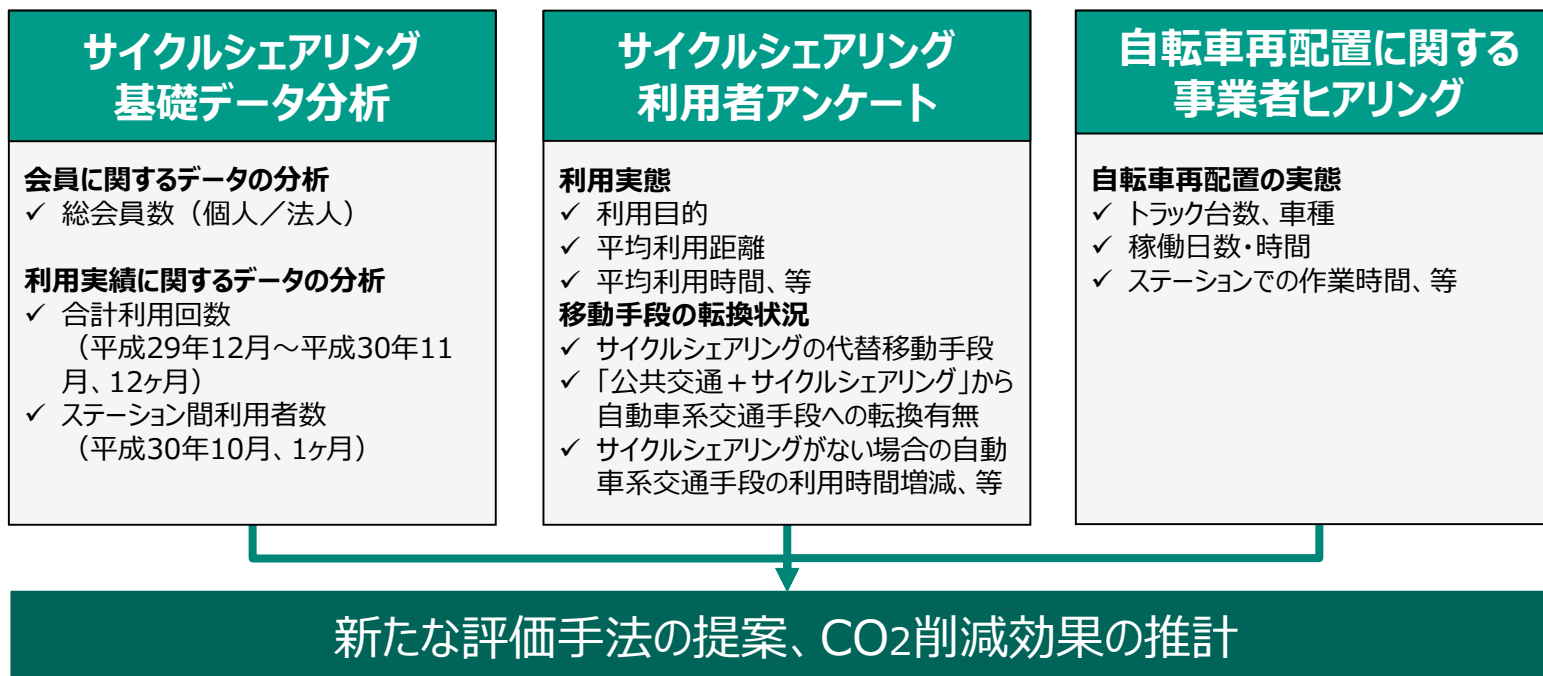 サイクルシェアリング
基礎データ分析
会員に関するデータの分析
✓ 総会員数（個人／法人）
利用実績に関するデータの分析
✓ 合計利用回数
（平成29年12月～平成30年11
月、12ヶ月）
✓ ステーション間利用者数
（平成30年10月、1ヶ月）
サイクルシェアリング
利用者アンケート
利用実態
✓ 利用目的
✓ 平均利用距離
✓ 平均利用時間、等
移動手段の転換状況
✓ サイクルシェアリングの代替移動手段
✓ 「公共交通＋サイクルシェアリング」から
自動車系交通手段への転換有無
✓ サイクルシェアリングがない場合の自動
車系交通手段の利用時間増減、等
自転車再配置に関する
事業者ヒアリング
自転車再配置の実態
✓ トラック台数、車種
✓ 稼働日数・時間
✓ ステーションでの作業時間、等
新たな評価手法の提案、CO2削減効果の推計